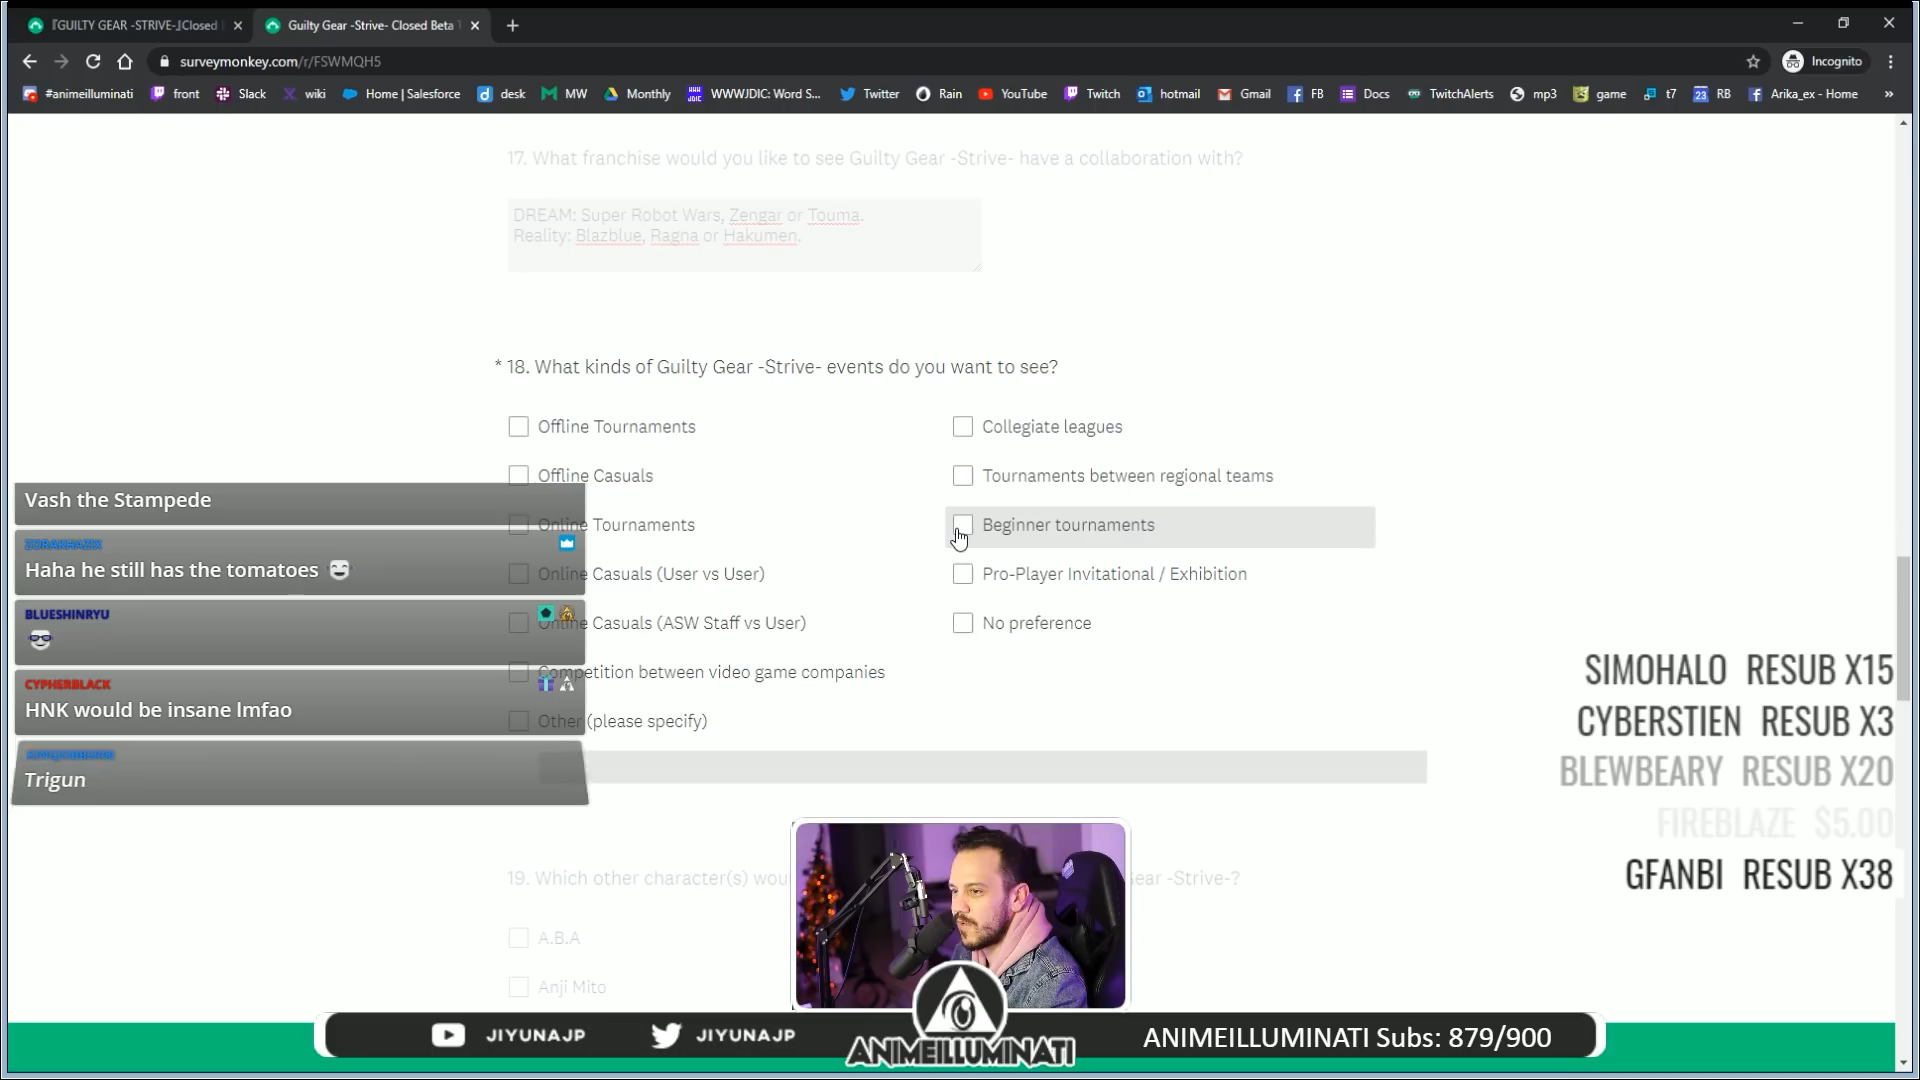 『GUILTY GEAR -STRIVE-』Closed
Guilty Gear -Strive- Closed Beta T
surveymonkey.com/r/FSWMQH5
Incognito
#animeilluminati
front
Slack
wiki
Home | Salesforce
desk
MW
Monthly
WWWJDIC: Word S...
Twitter
Rain
YouTube
Twitch
hotmail
Gmail
FB
Docs
TwitchAlerts
mp3
game
t7
23
RB
Arika_ex - Home
»
17. What franchise would you like to see Guilty Gear -Strive- have a collaboration with?
DREAM: Super Robot Wars, Zengar or Touma.
Reality: Blazblue, Ragna or Hakumen.
* 18. What kinds of Guilty Gear -Strive- events do you want to see?
Offline Tournaments
Offline Casuals
Online Tournaments
Online Casuals (User vs User)
Online Casuals (ASW Staff vs User)
Competition between video game companies
Other (please specify)
Collegiate leagues
Tournaments between regional teams
Beginner tournaments
Pro-Player Invitational / Exhibition
No preference
Vash the Stampede
ZORAKHAZIX
Haha he still has the tomatoes
BLUESHINRYU
CYPHERBLACK
HNK would be insane lmfao
Trigun
SIMOHALO RESUB X15
CYBERSTIEN RESUB X3
BLEWBEARY RESUB X20
FIREBLAZE $5.00
GFANBI RESUB X38
19. Which other character(s) wou
ear -Strive-?
A.B.A
Anji Mito
JIYUNAJP
JIYUNAJP
ANIMEILLUMINATI
ANIMEILLUMINATI Subs: 879/900